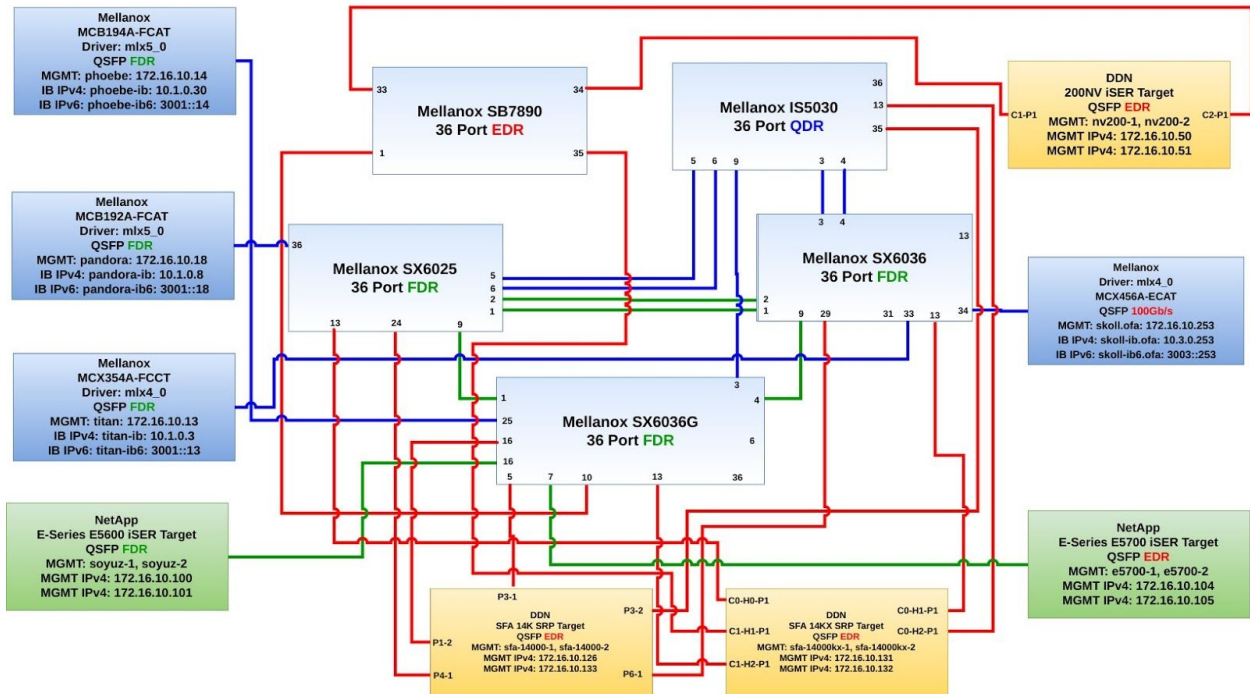 Mellanox
MCB194A-FCAT
Driver: mlx5_0
QSFP FDR
MGMT: phoebe: 172.16.10.14
IB IPv4: phoebe-ib: 10.1.0.30
IB IPv6: phoebe-ib6: 3001::14
33
34
Mellanox SB7890
36 Port EDR
1
35
36
13
Mellanox IS5030
36 Port QDR
35
5
6
9
3
4
DDN
200NV iSER Target
QSFP EDR
C1-P1
C2-P1
MGMT: nv200-1, nv200-2
MGMT IPv4: 172.16.10.50
MGMT IPv4: 172.16.10.51
Mellanox
MCB192A-FCAT
Driver: mlx5_0
QSFP FDR
MGMT: pandora: 172.16.10.18
IB IPv4: pandora-ib: 10.1.0.8
IB IPv6: pandora-ib6: 3001::18
36
Mellanox SX6025
36 Port FDR
5
6
2
1
13
24
9
3
4
13
Mellanox SX6036
36 Port FDR
2
1
34
9
29
31
33
13
Mellanox
Driver: mlx4_0
MCX456A-ECAT
QSFP 100Gb/s
MGMT: skoll.ofa: 172.16.10.253
IB IPv4: skoll-ib.ofa: 10.3.0.253
IB IPv6: skoll-ib6.ofa: 3003::253
Mellanox
MCX354A-FCCT
Driver: mlx4_0
QSFP FDR
MGMT: titan: 172.16.10.13
IB IPv4: titan-ib: 10.1.0.3
IB IPv6: titan-ib6: 3001::13
3
1
4
25
Mellanox SX6036G
36 Port FDR
16
6
16
5
7
10
13
36
NetApp
E-Series E5600 iSER Target
QSFP FDR
MGMT: soyuz-1, soyuz-2
MGMT IPv4: 172.16.10.100
MGMT IPv4: 172.16.10.101
NetApp
E-Series E5700 iSER Target
QSFP EDR
MGMT: e5700-1, e5700-2
MGMT IPv4: 172.16.10.104
MGMT IPv4: 172.16.10.105
P3-1
P3-2
DDN
SFA 14K SRP Target
QSFP EDR
P1-2
MGMT: sfa-14000-1, sfa-14000-2
MGMT IPv4: 172.16.10.126
MGMT IPv4: 172.16.10.133
P4-1
P6-1
C0-H0-P1
C0-H1-P1
DDN
SFA 14KX SRP Target
QSFP EDR
C1-H1-P1
C0-H2-P1
MGMT: sfa-14000kx-1, sfa-14000kx-2
MGMT IPv4: 172.16.10.131
MGMT IPv4: 172.16.10.132
C1-H2-P1